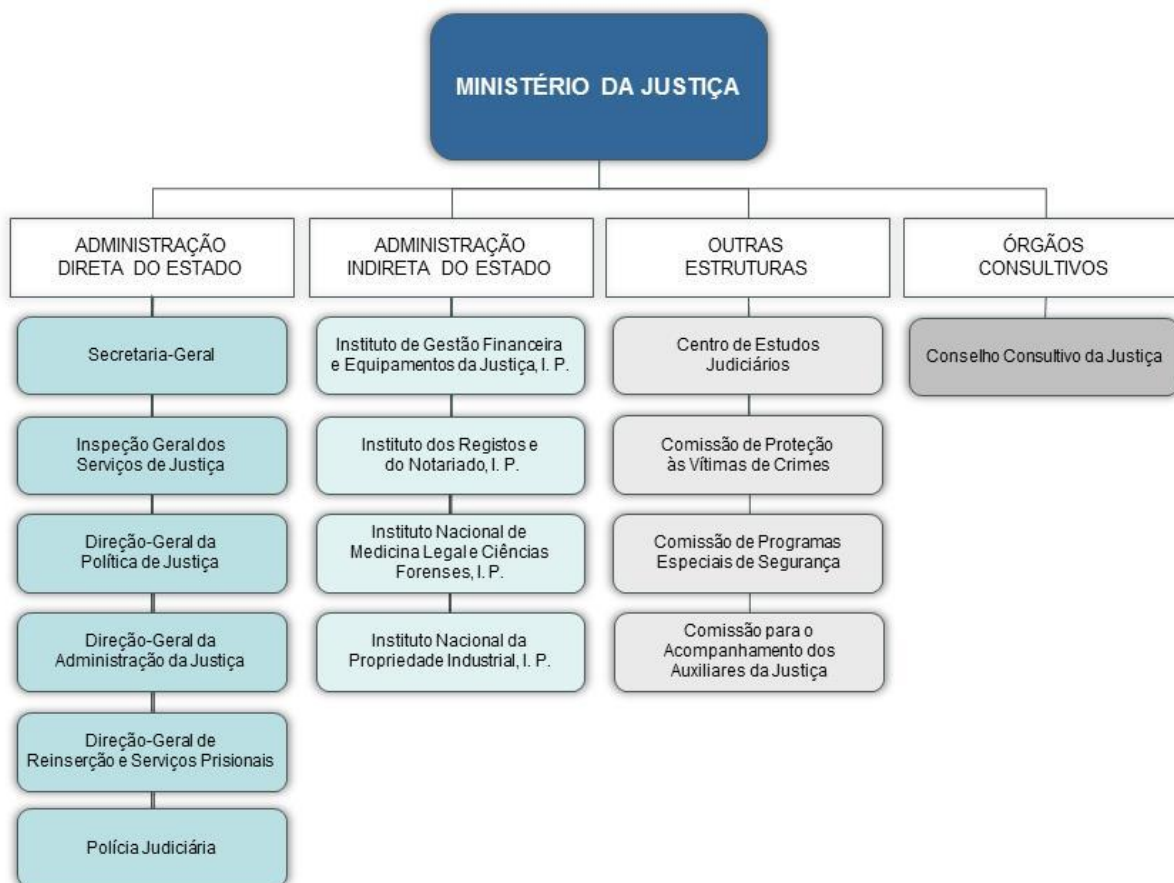 MINISTÉRIO DA JUSTIÇA
ADMINISTRAÇÃO
DIRETA DO ESTADO
Secretaria-Geral
Inspeção Geral dos
Serviços de Justiça
Direção-Geral da
Política de Justiça
Direção-Geral da
Administração da Justiça
Direção-Geral de
Reinserção e Serviços Prisionais
Polícia Judiciária
ADMINISTRAÇÃO
INDIRETA DO ESTADO
Instituto de Gestão Financeira
e Equipamentos da Justiça, I. P.
Instituto dos Registos e
do Notariado, I. P.
Instituto Nacional de
Medicina Legal e Ciências
Forenses, I. P.
Instituto Nacional da
Propriedade Industrial, I. P.
OUTRAS
ESTRUTURAS
Centro de Estudos
Judiciários
Comissão de Proteção
às Vítimas de Crimes
Comissão de Programas
Especiais de Segurança
Comissão para o
Acompanhamento dos
Auxiliares da Justiça
ÓRGÃOS
CONSULTIVOS
Conselho Consultivo da Justiça